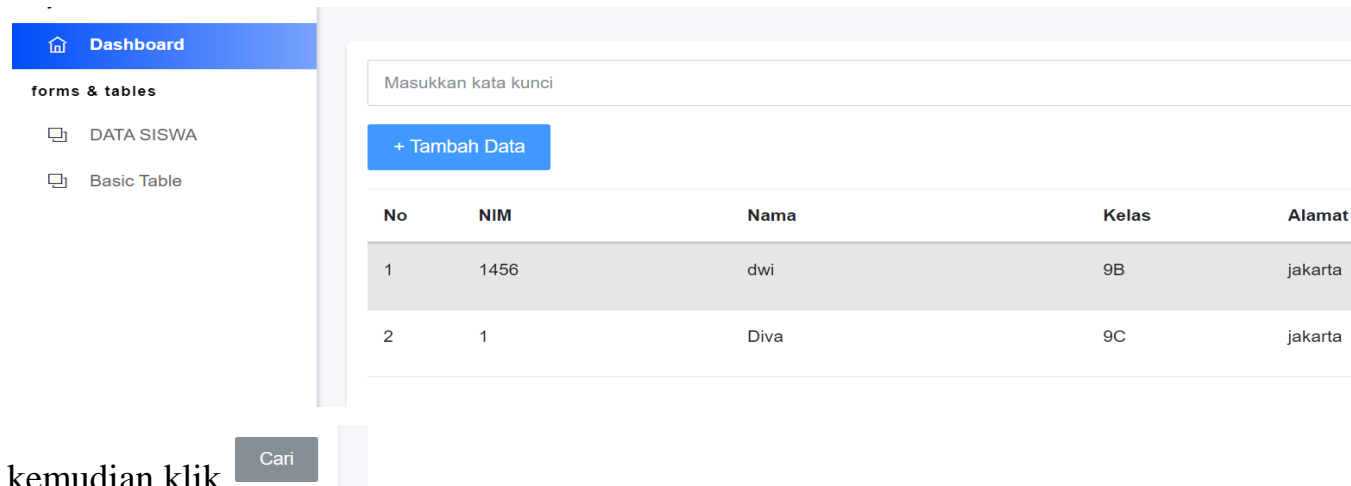 Dashboard
forms & tables
DATA SISWA
Basic Table
Masukkan kata kunci
+ Tambah Data
No NIM Nama Kelas Alamat
1 1456 dwi 9B jakarta
2 1 Diva 9C jakarta
kemudian klik Cari